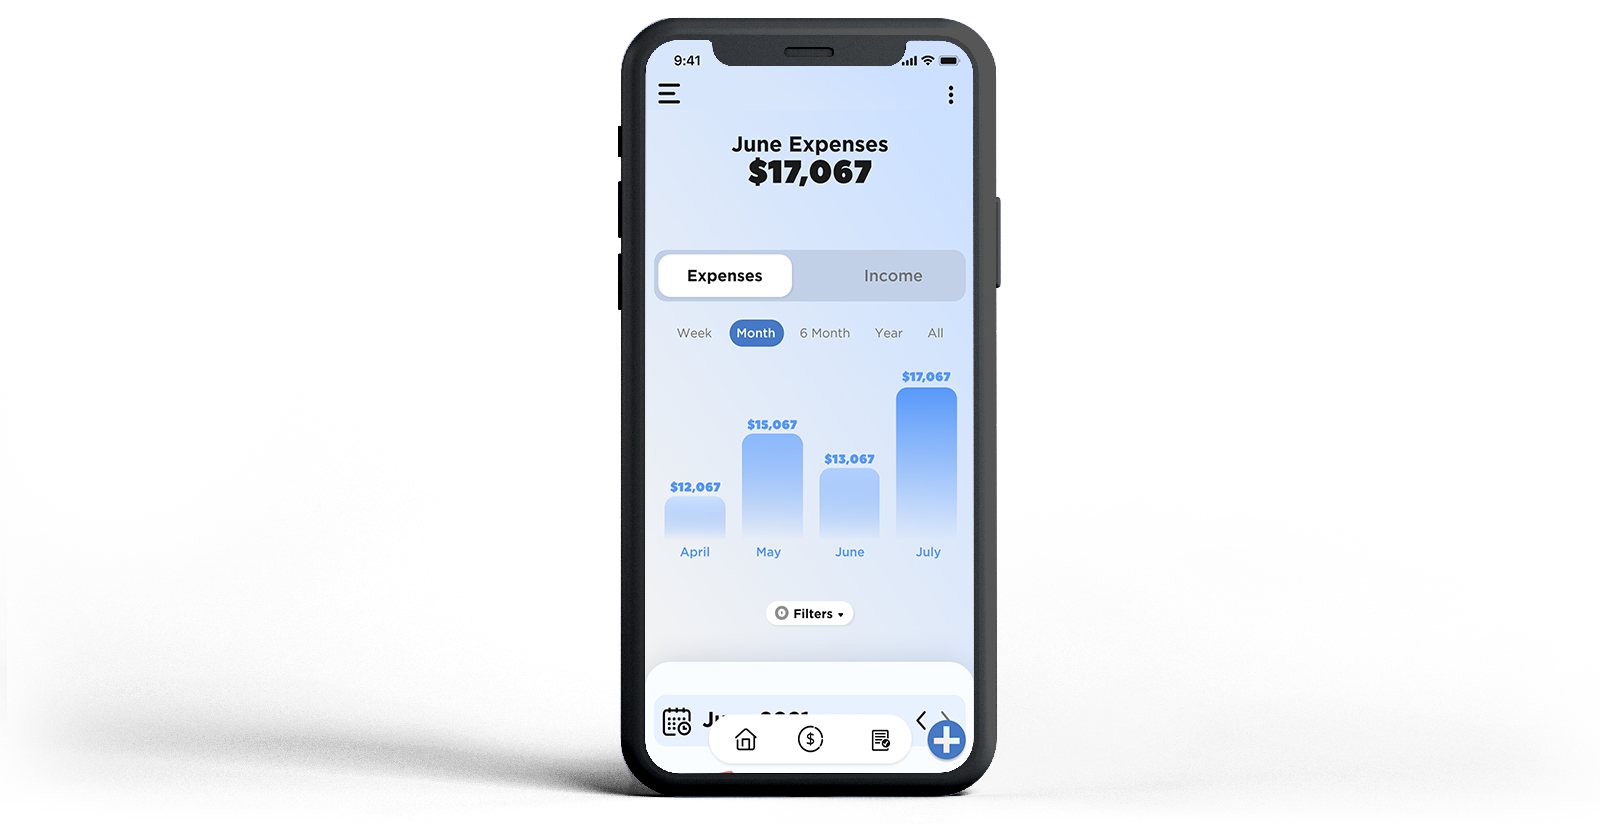 9:41
June Expenses
$17,067
Expenses Income
Week Month 6 Month Year All
$17,067
$15,067
$13,067
$12,067
April May June July
Filters